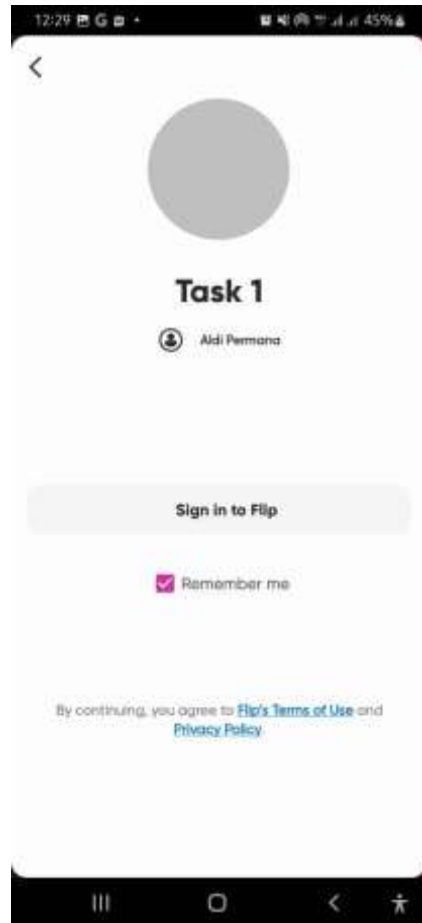 12:29 G 45%
Task 1
Aldi Permana
Sign in to Flip
Remember me
By continuing, you agree to Flip's Terms of Use and
Privacy Policy